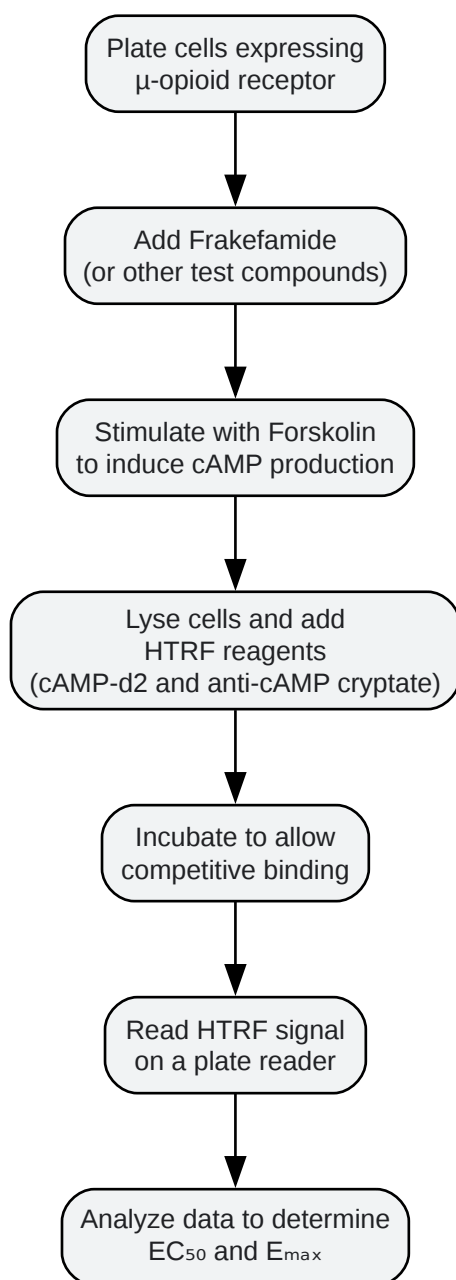 Plate cells expressing
µ-opioid receptor
Add Frakefamide
(or other test compounds)
Stimulate with Forskolin
to induce cAMP production
Lyse cells and add
HTRF reagents
(cAMP-d2 and anti-cAMP cryptate)
Incubate to allow
competitive binding
Read HTRF signal
on a plate reader
Analyze data to determine
EC₅₀ and Eₘₐₓ